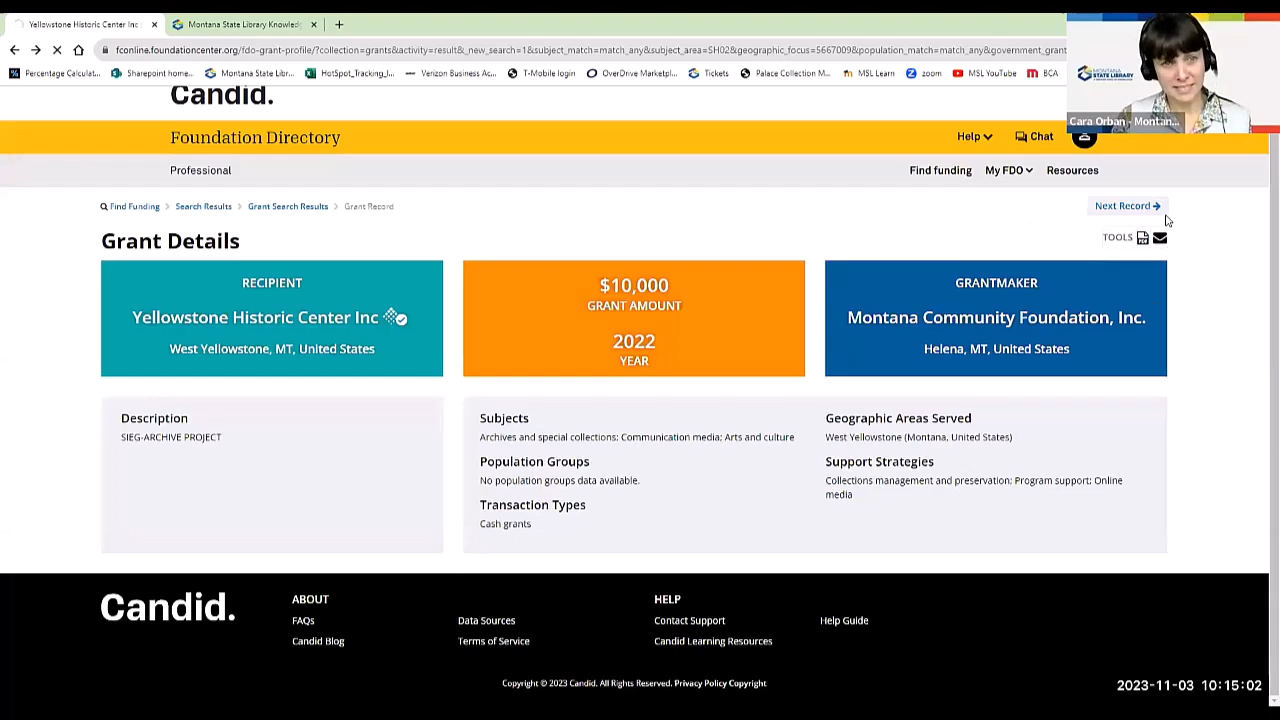 Yellowstone Historic Center Inc
Montana State Library Knowled
fconline.foundationcenter.org/fdo-grant-profile/?collection=grants&activity=result&_new_search=1&subject_match=match_any&subject_area=SH02&geographic_focus=5667009&population_match=match_any&government_grant
Percentage Calculat... Sharepoint home... Montana State Libr... HotSpot_Tracking_I... Verizon Business Ac... T-Mobile login OverDrive Marketpl... Tickets Palace Collection M... MSL Learn zoom MSL YouTube BCA
MONTANA
STATE LIBRARY
Cara Orban - Montan...
Candid.
Foundation Directory
Help Chat
Professional
Find funding My FDO Resources
Find Funding > Search Results > Grant Search Results > Grant Record
Next Record →
Grant Details
TOOLS
RECIPIENT
Yellowstone Historic Center Inc
West Yellowstone, MT, United States
$10,000
GRANT AMOUNT
2022
YEAR
GRANTMAKER
Montana Community Foundation, Inc.
Helena, MT, United States
Description
SIEG-ARCHIVE PROJECT
Subjects
Archives and special collections; Communication media; Arts and culture
Population Groups
No population groups data available.
Transaction Types
Cash grants
Geographic Areas Served
West Yellowstone (Montana, United States)
Support Strategies
Collections management and preservation; Program support; Online
media
Candid.
ABOUT
FAQs
Candid Blog
Data Sources
Terms of Service
HELP
Contact Support
Candid Learning Resources
Help Guide
Copyright © 2023 Candid. All Rights Reserved. Privacy Policy Copyright
2023-11-03 10:15:02